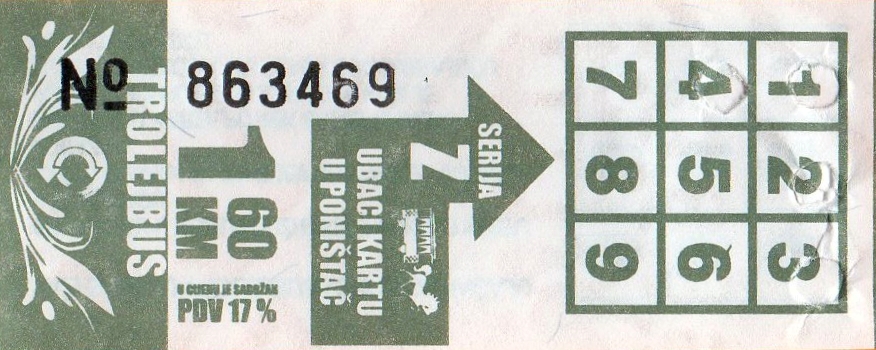 Nº 863469
TROLEJBUS
1 60
KM
U CIJENU JE SADRŽAN
PDV 17 %
SERIJA
Z
UBACI KARTU
U PONIŠTAČ
1 2 3
4 5 6
7 8 9